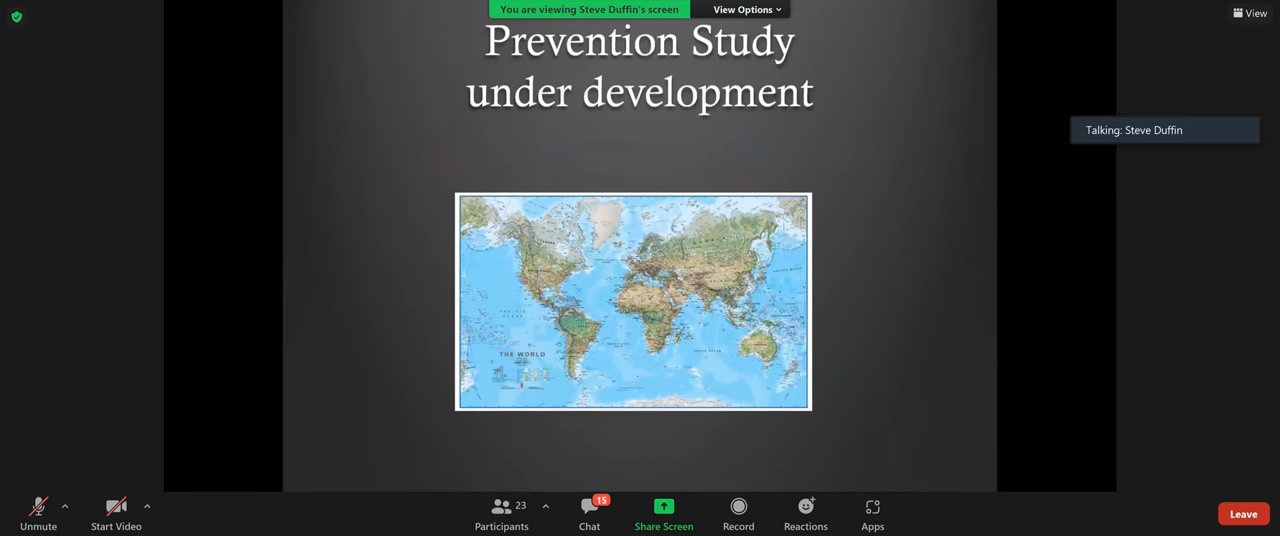 You are viewing Steve Duffin's screen
View Options
View
Prevention Study
under development
Talking: Steve Duffin
THE WORLD
23
15
Unmute
Start Video
Participants
Chat
Share Screen
Record
Reactions
Apps
Leave